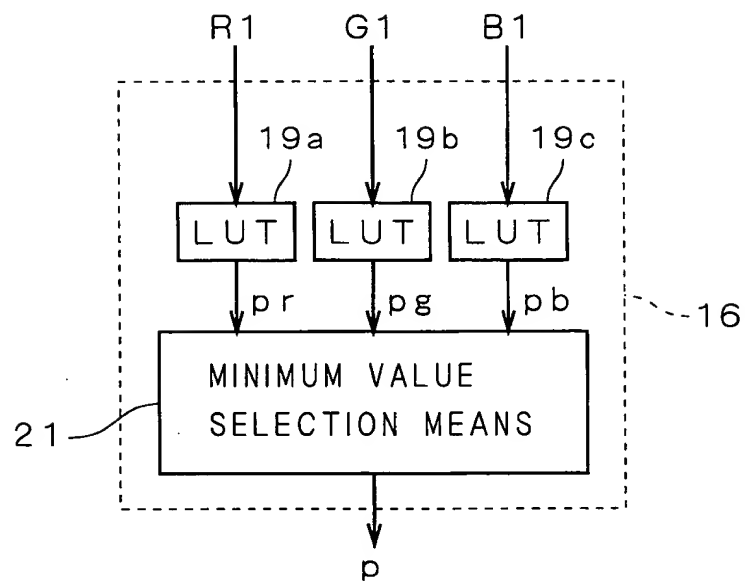 R1 G1 B1
19a 19b 19c
LUT LUT LUT
pr pg pb
16
MINIMUM VALUE
SELECTION MEANS
21
p